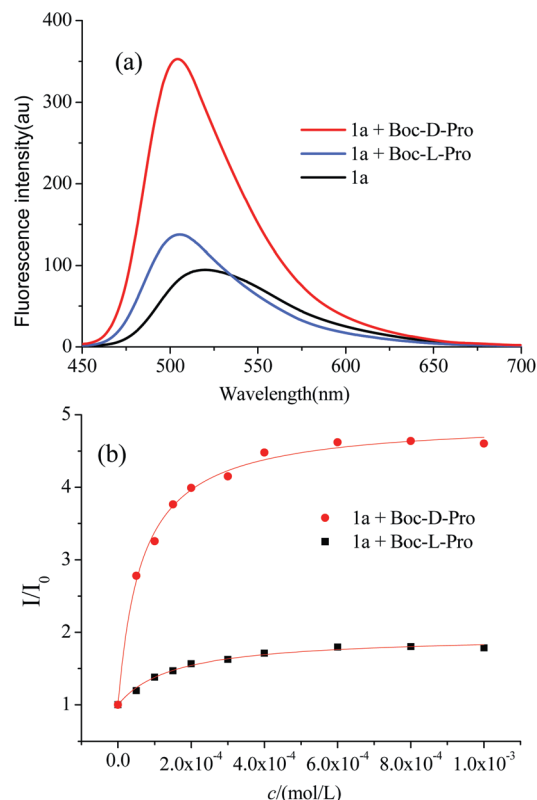 400
(a)
300
1a + Boc-D-Pro
1a + Boc-L-Pro
1a
200
100
0
Fluorescence intensity(au)
450 500 550 600 650 700
Wavelength(nm)
5
(b)
4
1a + Boc-D-Pro
1a + Boc-L-Pro
3
2
1
I/I₀
0.0 2.0x10⁻⁴ 4.0x10⁻⁴ 6.0x10⁻⁴ 8.0x10⁻⁴ 1.0x10⁻³
c/(mol/L)